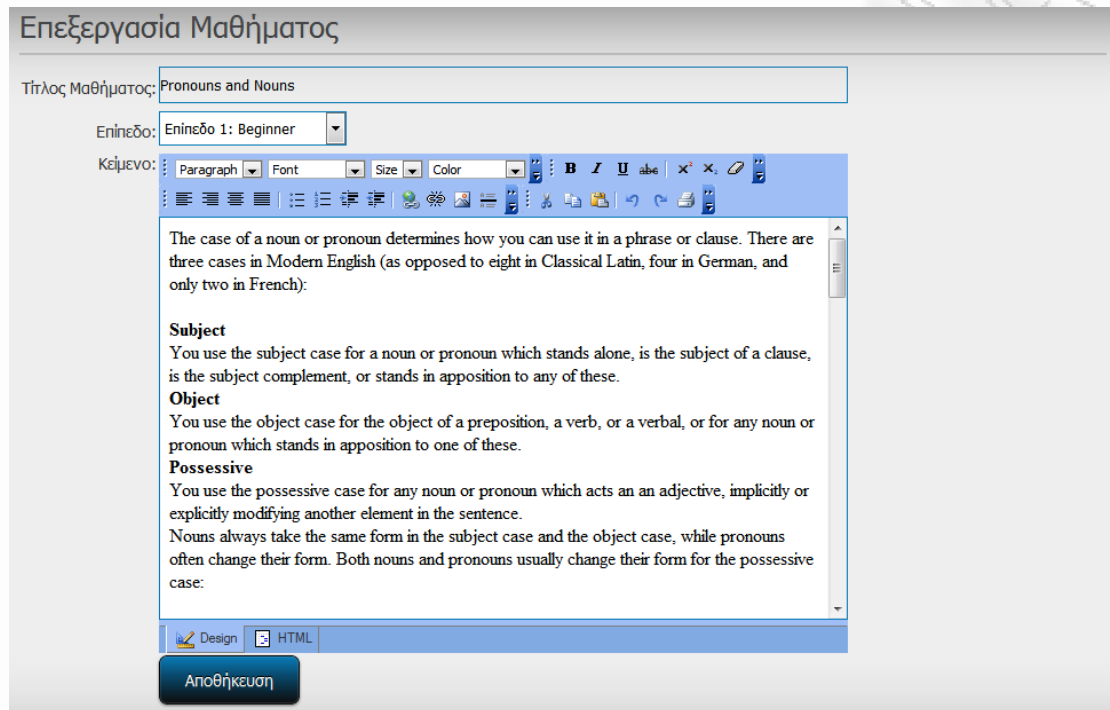 Επεξεργασία Μαθήματος
Τίτλος Μαθήματος: Pronouns and Nouns
Επίπεδο: Επίπεδο 1: Beginner
Κείμενο: Paragraph Font Size Color B I U abc x² x₂
The case of a noun or pronoun determines how you can use it in a phrase or clause. There are
three cases in Modern English (as opposed to eight in Classical Latin, four in German, and
only two in French):
Subject
You use the subject case for a noun or pronoun which stands alone, is the subject of a clause,
is the subject complement, or stands in apposition to any of these.
Object
You use the object case for the object of a preposition, a verb, or a verbal, or for any noun or
pronoun which stands in apposition to one of these.
Possessive
You use the possessive case for any noun or pronoun which acts an an adjective, implicitly or
explicitly modifying another element in the sentence.
Nouns always take the same form in the subject case and the object case, while pronouns
often change their form. Both nouns and pronouns usually change their form for the possessive
case:
Design HTML
Αποθήκευση